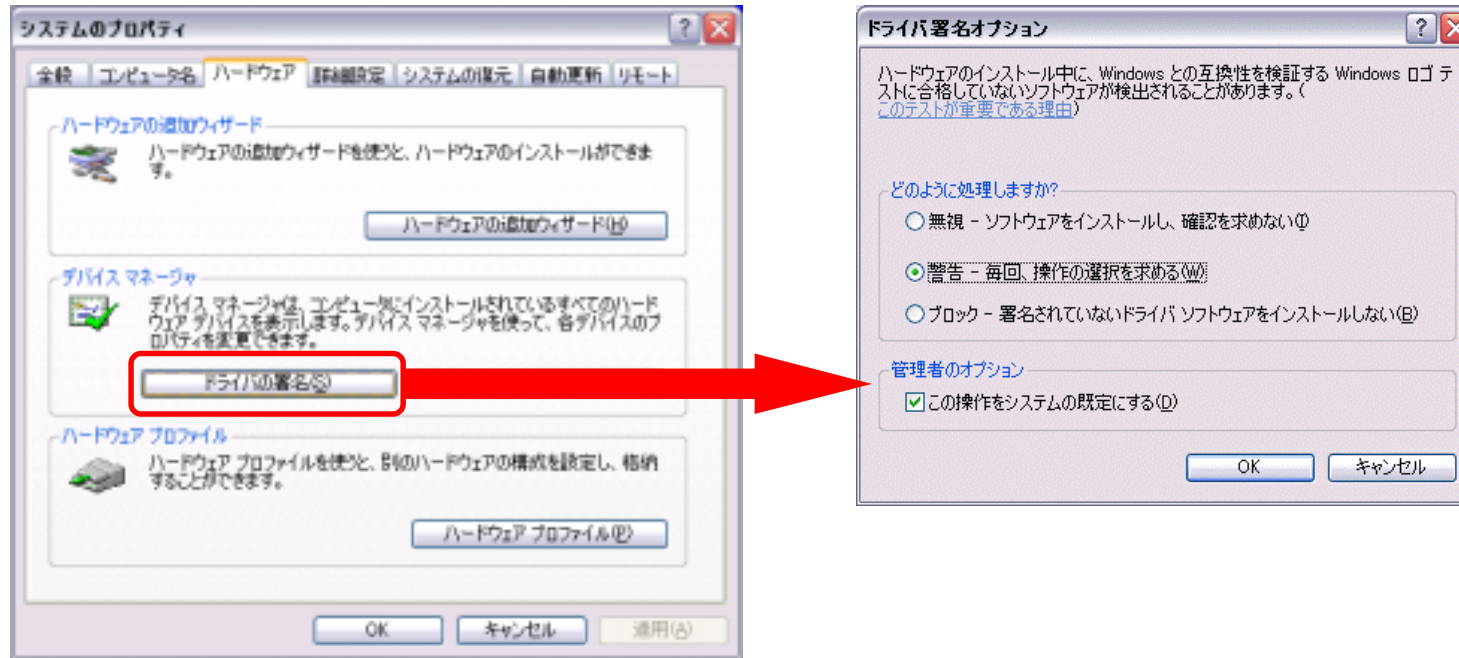 システムのプロパティ
全般
コンピュータ名
ハードウェア
詳細設定
システムの復元
自動更新
リモート
ハードウェアの追加ウィザード
ハードウェアの追加ウィザードを使うと、ハードウェアのインストールができま
す。
ハードウェアの追加ウィザード(H)
デバイス マネージャ
デバイス マネージャは、コンピュータにインストールされているすべてのハード
ウェア デバイスを表示します。デバイス マネージャを使って、各デバイスのプ
ロパティを変更できます。
ドライバの署名(S)
ハードウェア プロファイル
ハードウェア プロファイルを使うと、別のハードウェアの構成を設定し、格納
することができます。
ハードウェア プロファイル(P)
OK
キャンセル
適用(A)
ドライバ署名オプション
ハードウェアのインストール中に、Windows との互換性を検証する Windows ロゴ テ
ストに合格していないソフトウェアが検出されることがあります。(
このテストが重要である理由)
どのように処理しますか?
無視 - ソフトウェアをインストールし、確認を求めない(I)
警告 - 毎回、操作の選択を求める(W)
ブロック - 署名されていないドライバ ソフトウェアをインストールしない(B)
管理者のオプション
この操作をシステムの既定にする(D)
OK
キャンセル